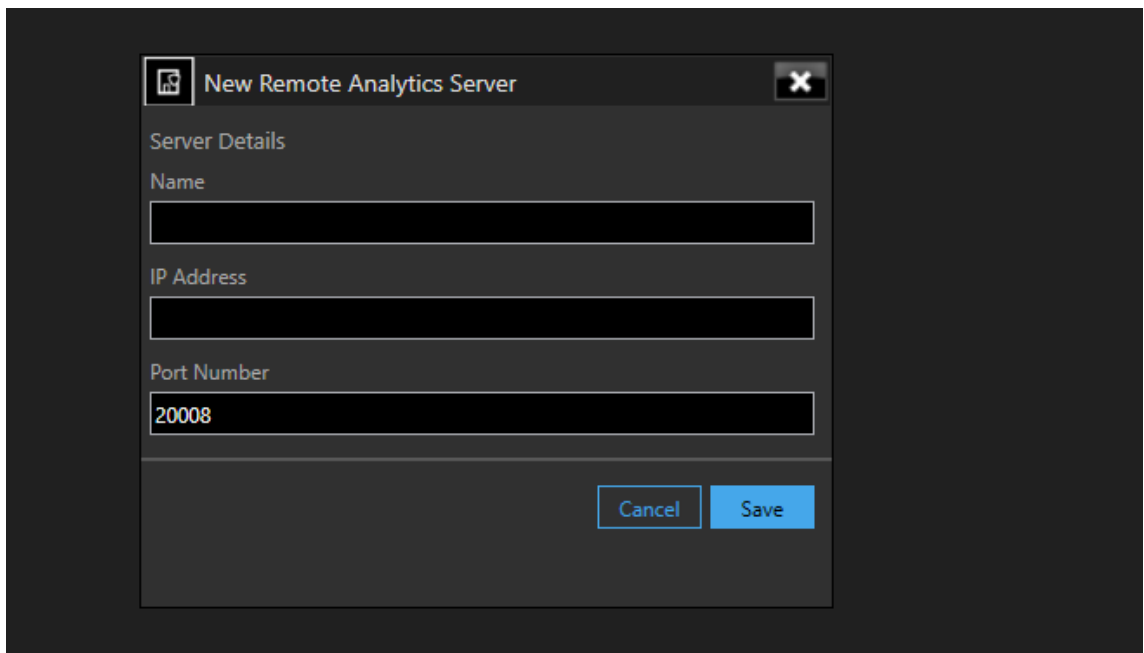 New Remote Analytics Server
Server Details
Name
IP Address
Port Number
20008
Cancel Save